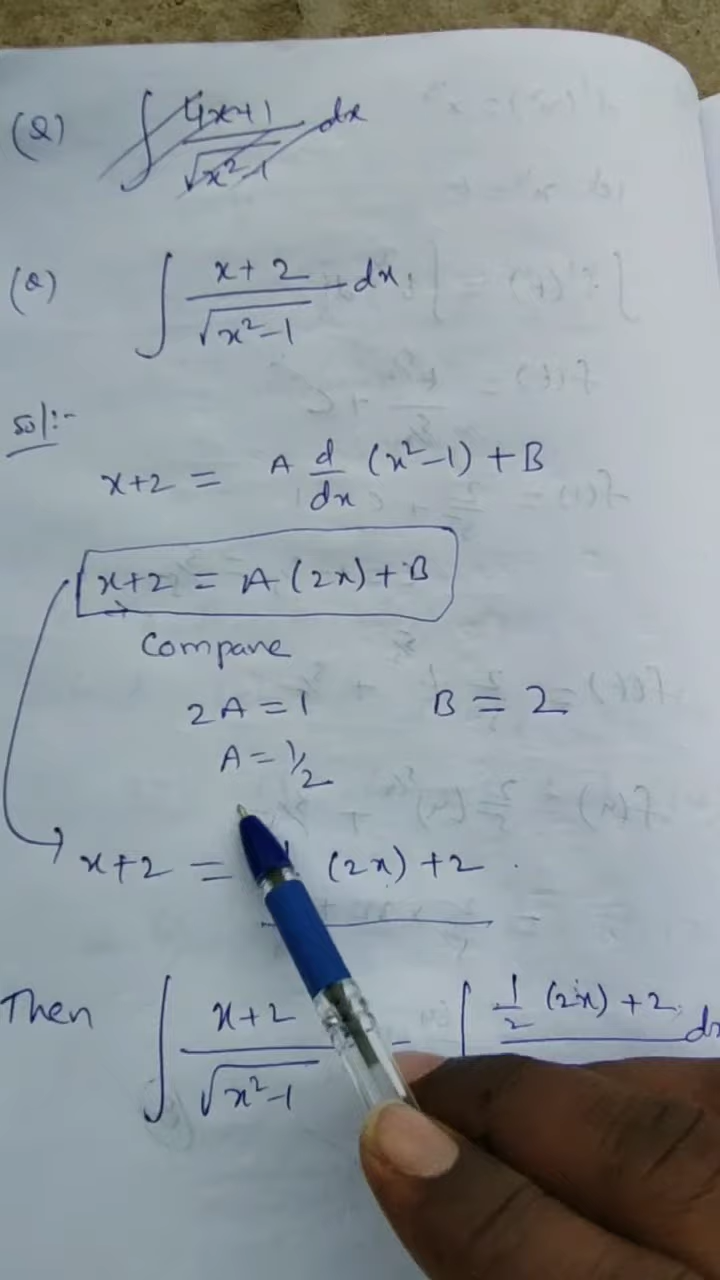 (Q) ∫ 4x+1 / √x²-1 dx
(Q) ∫ x+2 / √x²-1 dx
Sol:-
x+2 = A d/dx (x²-1) + B
x+2 = A (2x) + B
Compare
2A = 1 B = 2
A = 1/2
x+2 = (2x) + 2
Then ∫ x+2 / √x²-1 = ∫ 1/2 (2x) + 2